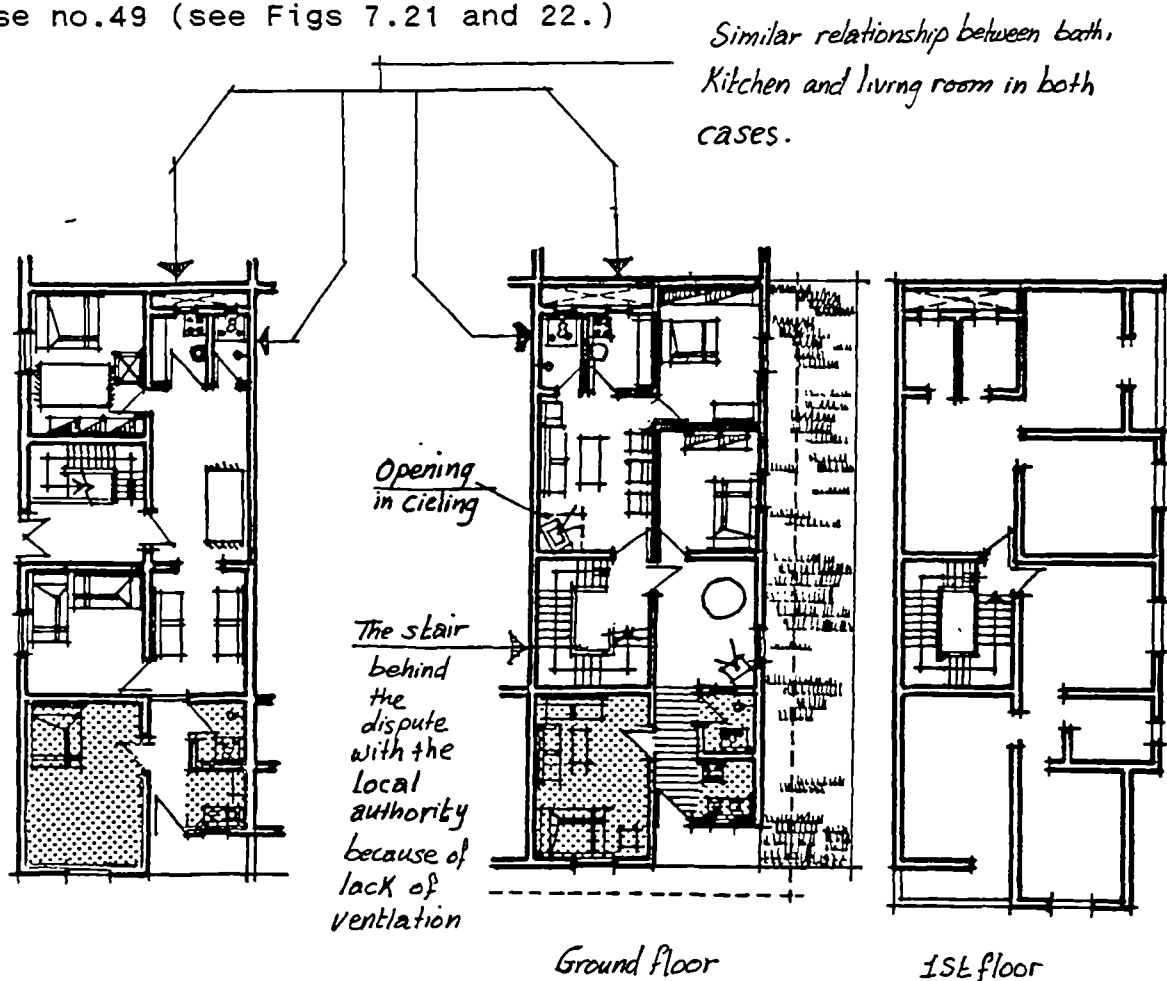 se no.49 (see Figs 7.21 and 22.)
Similar relationship between bath,
Kitchen and living room in both
cases.
Opening
in cieling
The stair
behind
the
dispute
with the
Local
authority
because of
lack of
ventlation
Ground floor
1St floor